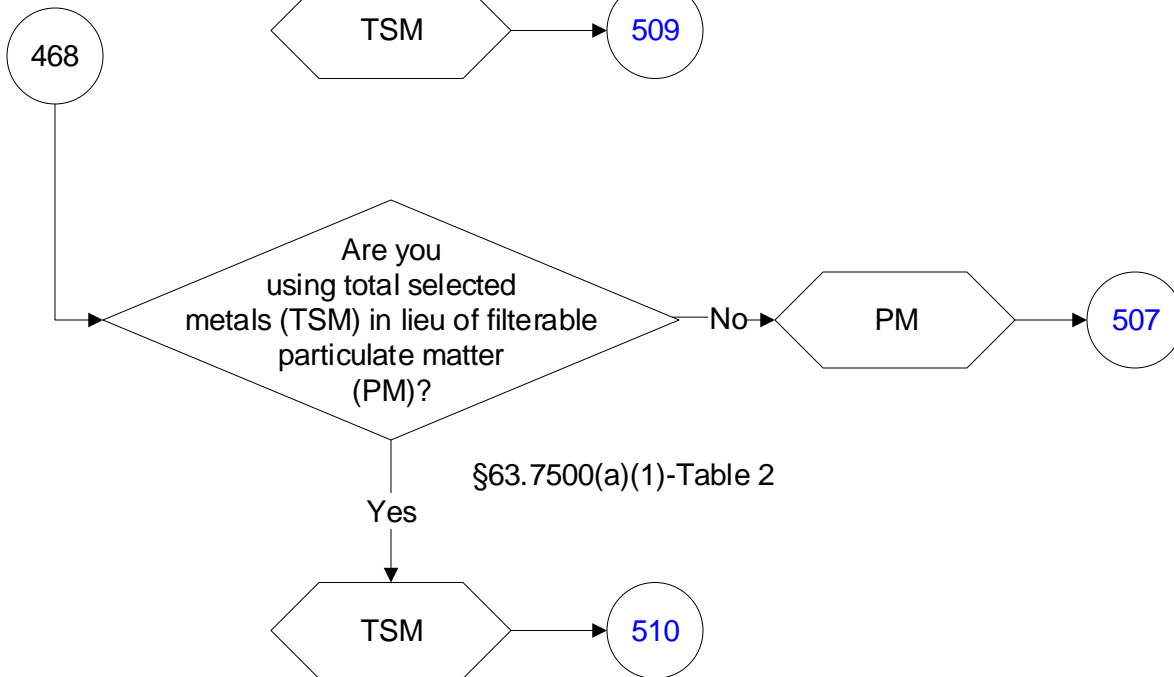 TSM
509
468
Are you
using total selected
metals (TSM) in lieu of filterable
particulate matter
(PM)?
No
PM
507
§63.7500(a)(1)-Table 2
Yes
TSM
510